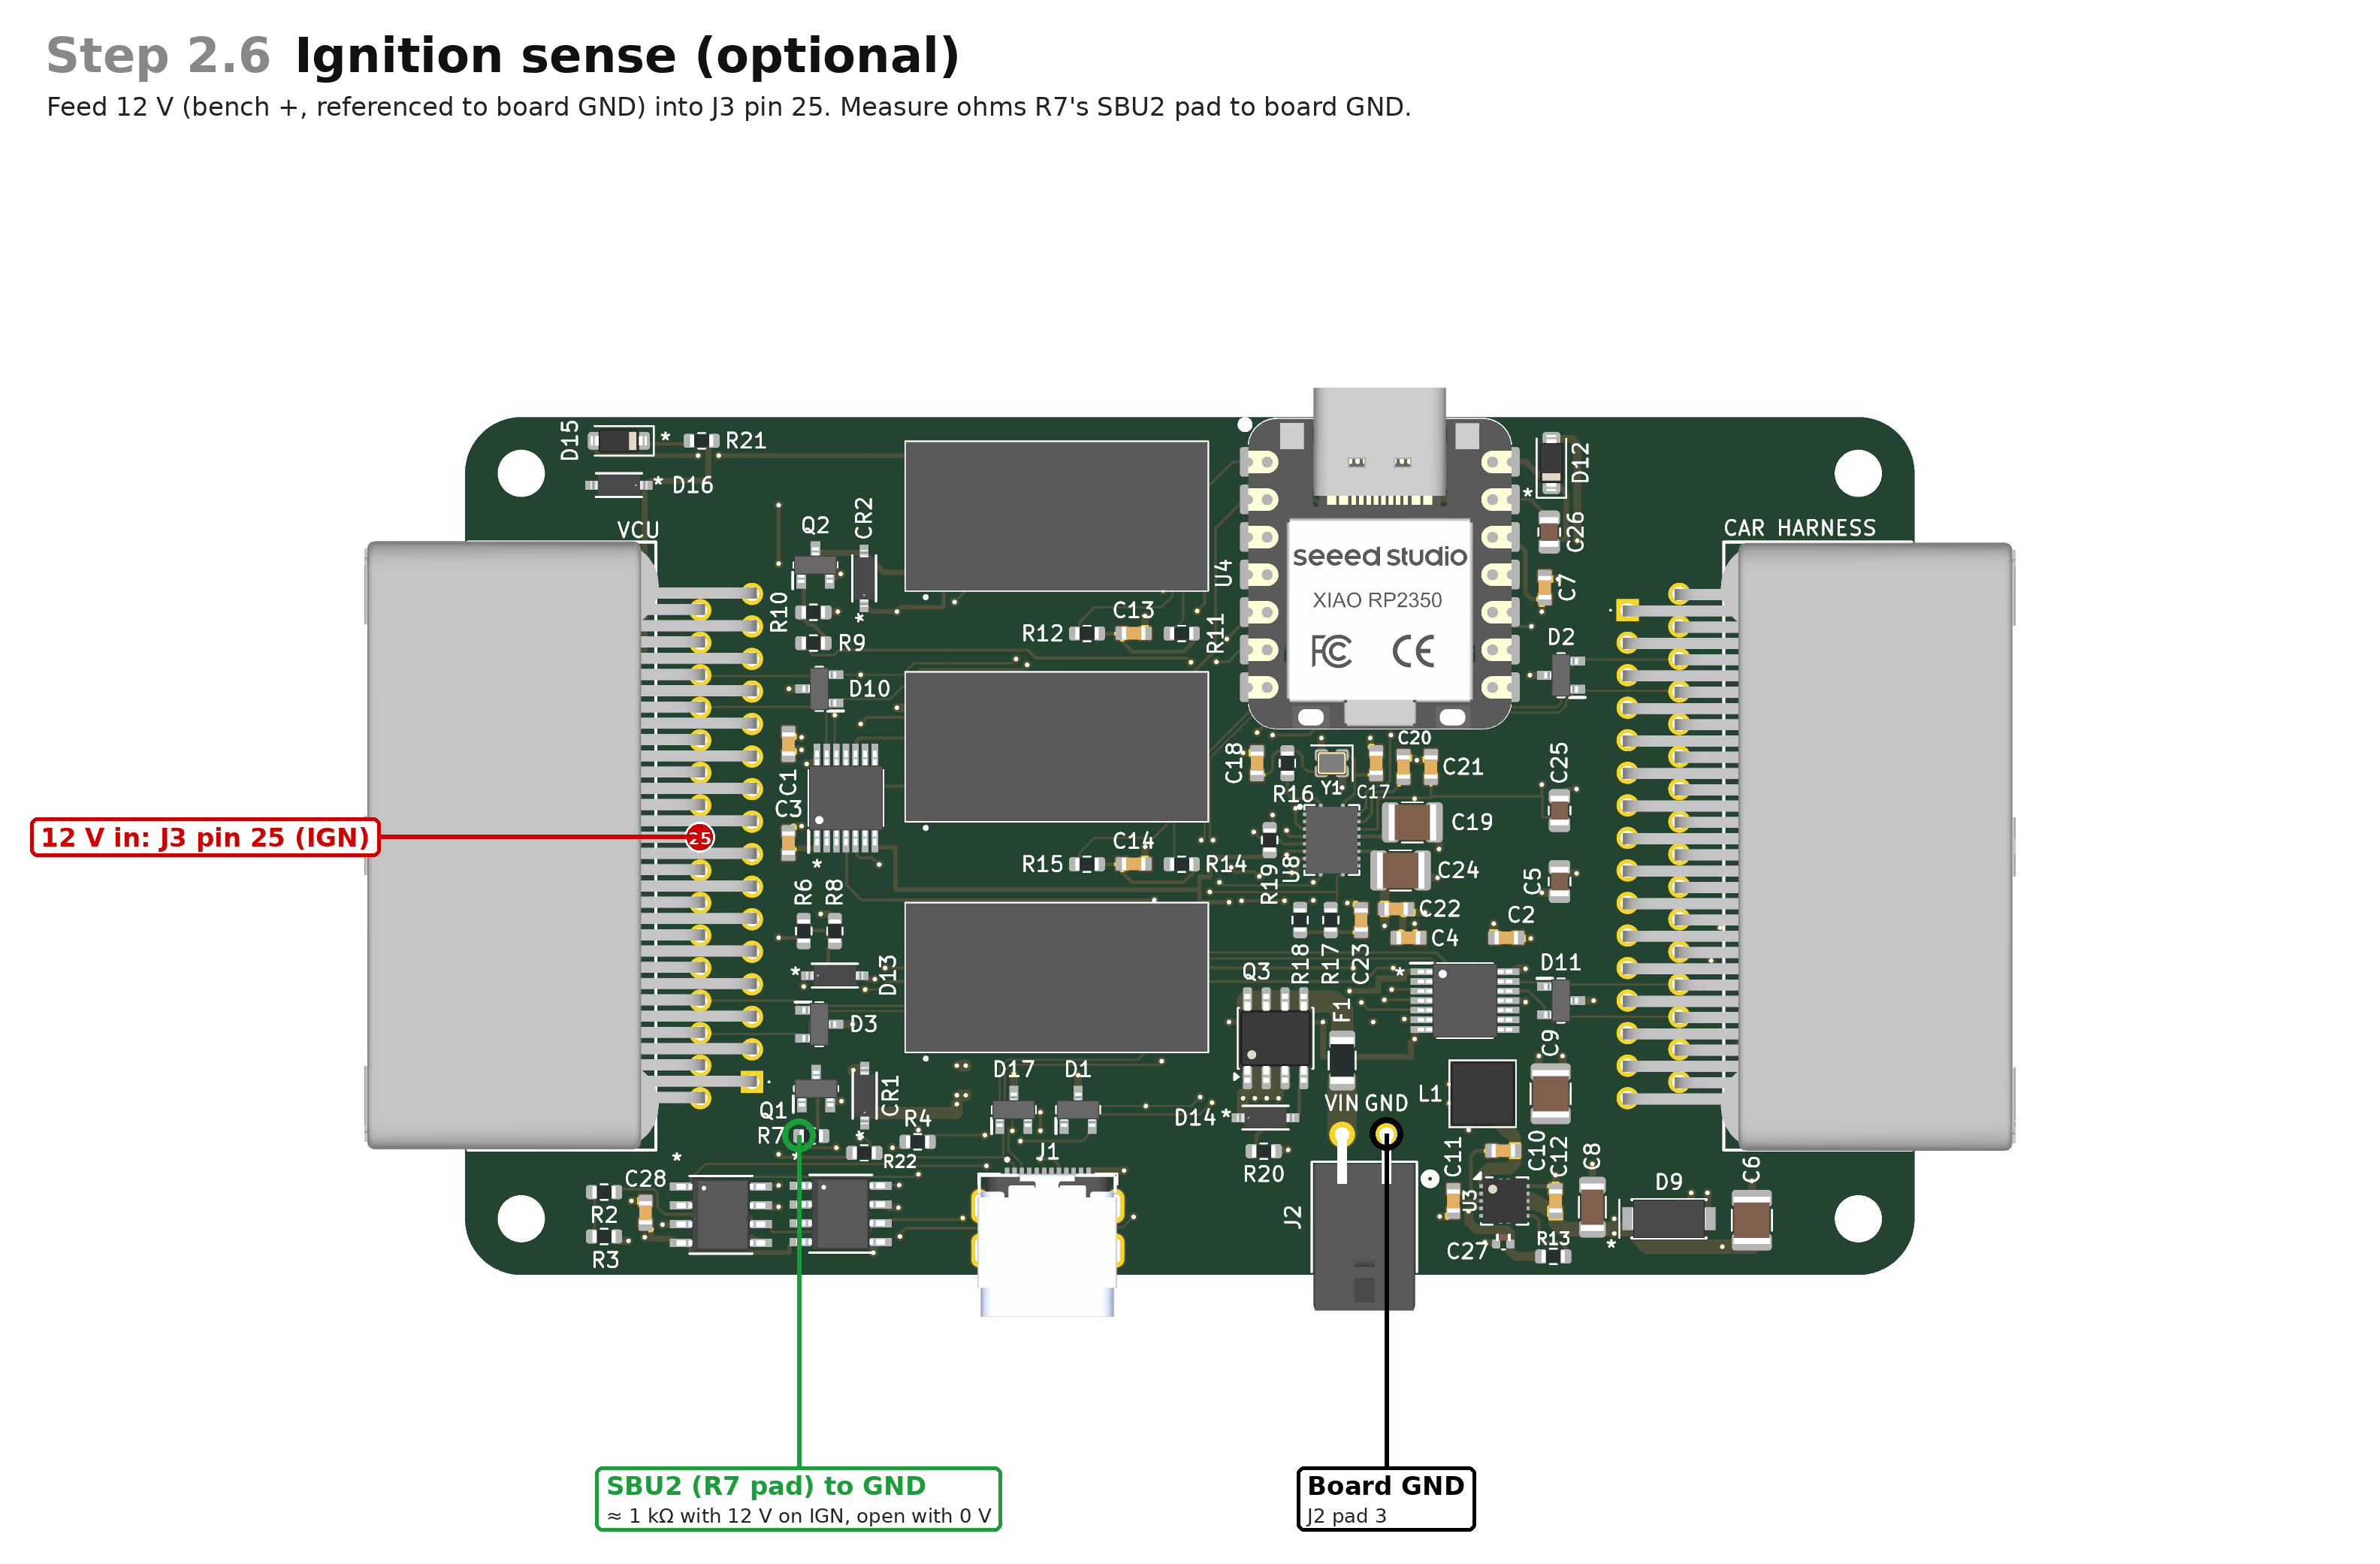 Step 2.6 Ignition sense (optional)
Feed 12 V (bench +, referenced to board GND) into J3 pin 25. Measure ohms R7's SBU2 pad to board GND.
D15
*
R21
* D16
VCU
Q2
CR2
*
R10
R9
D10
C1
C3
*
R6
R8
*
D13
D3
Q1
CR1
R7
*
*
R4
R22
*
C28
R2
R3
R12
C13
R11
U4
R15
C14
R14
seeed studio
XIAO RP2350
FC CE
D12
*
C26
C7
D2
CAR HARNESS
C18
R16
Y1
C17
C20
C21
C19
C24
R19
U8
C25
C5
C22
C4
C2
R18
R17
C23
Q3
F1
*
D11
C9
L1
D17
D1
D14
*
R20
VIN GND
J1
J2
C11
C10
C12
C8
U3
C27
R13
*
D9
C6
12 V in: J3 pin 25 (IGN)
25
SBU2 (R7 pad) to GND
≈ 1 kΩ with 12 V on IGN, open with 0 V
Board GND
J2 pad 3